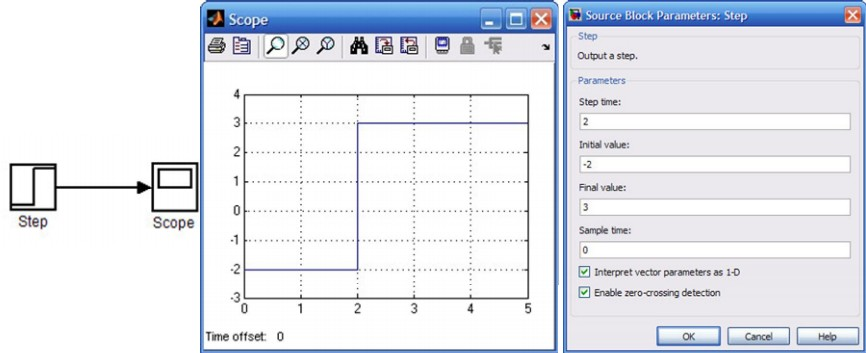 Step
Scope
Scope
4
3
2
1
0
-1
-2
-3
0
1
2
3
4
5
Time offset: 0
Source Block Parameters: Step
Step
Output a step.
Parameters
Step time:
2
Initial value:
-2
Final value:
3
Sample time:
0
Interpret vector parameters as 1-D
Enable zero-crossing detection
OK
Cancel
Help